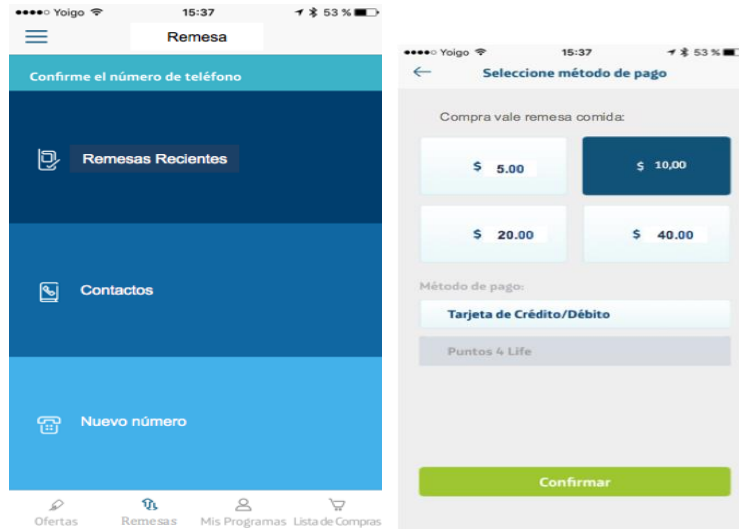 Yoigo 15:37 53 %
Remesa
Confirme el número de teléfono
Remesas Recientes
Contactos
Nuevo número
Ofertas Remesas Mis Programas Lista de Compras
Yoigo 15:37 53 %
Seleccione método de pago
Compra vale remesa comida:
$ 5.00 $ 10,00
$ 20.00 $ 40.00
Método de pago:
Tarjeta de Crédito/Débito
Puntos 4 Life
Confirmar